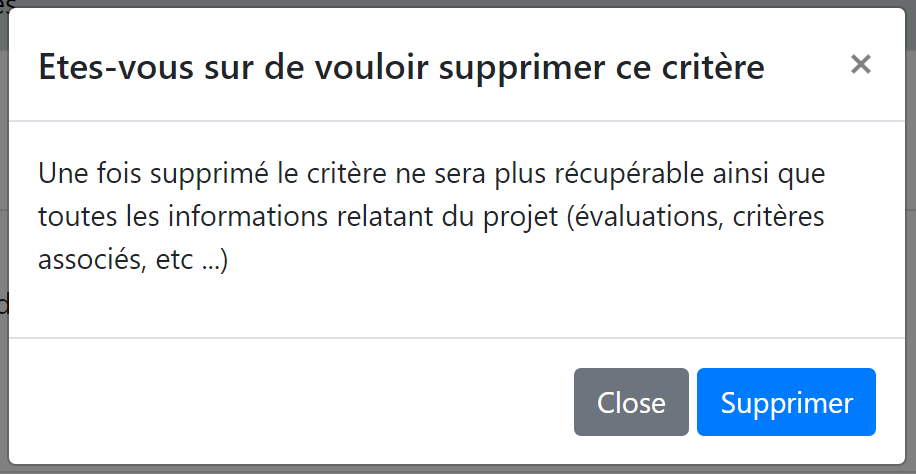 Etes-vous sur de vouloir supprimer ce critère
×
Une fois supprimé le critère ne sera plus récupérable ainsi que
toutes les informations relatant du projet (évaluations, critères
associés, etc ...)
Close
Supprimer